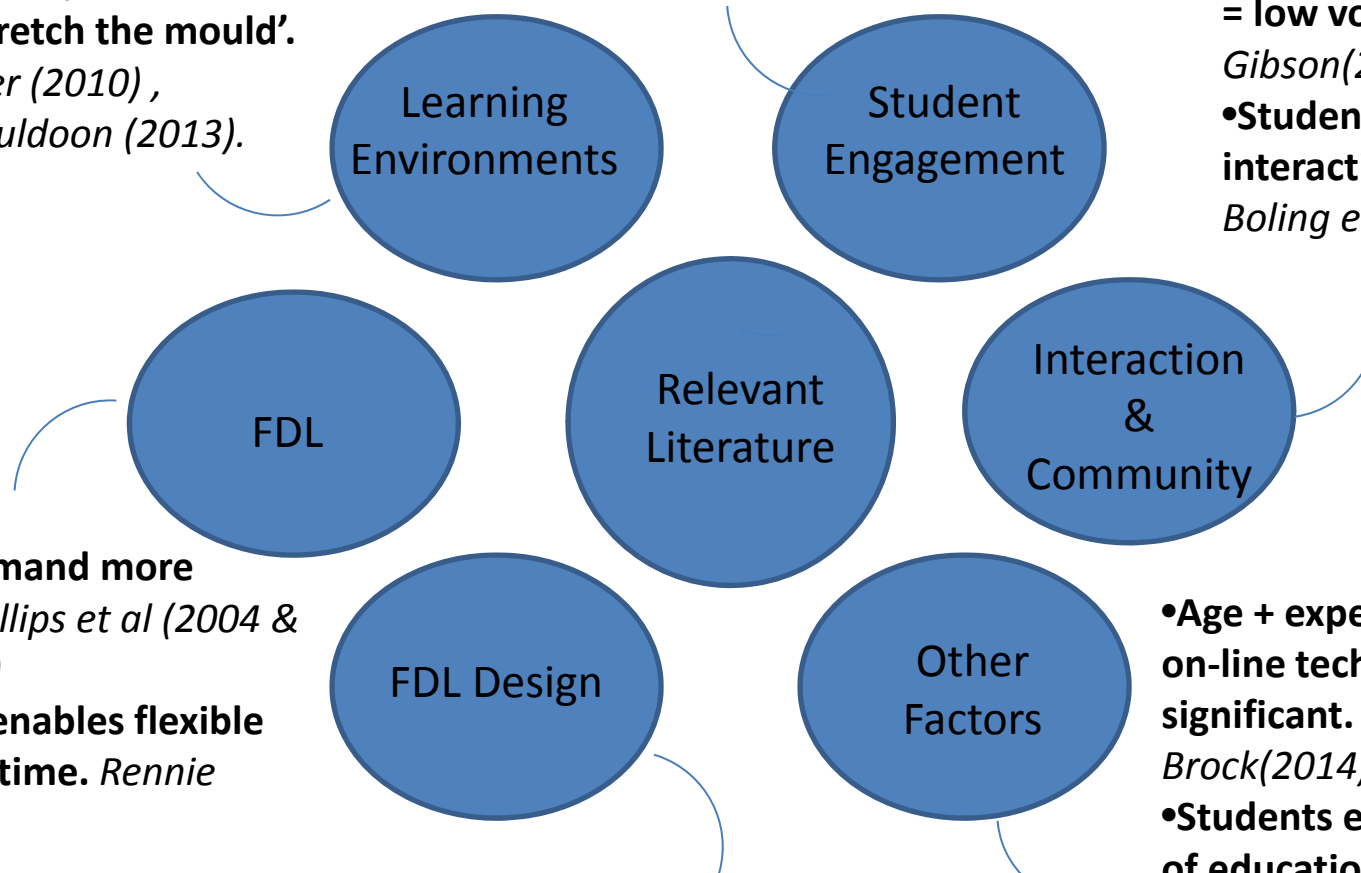 retch the mould’.
er (2010) ,
uldoon (2013).
Learning
Environments
Student
Engagement
= low vo
Gibson(2
•Studen
interact
Boling e
FDL
Relevant
Literature
Interaction
&
Community
mand more
llips et al (2004 &
)
enables flexible
time. Rennie
FDL Design
Other
Factors
•Age + expe
on-line tech
significant.
Brock(2014)
•Students e
of educatio